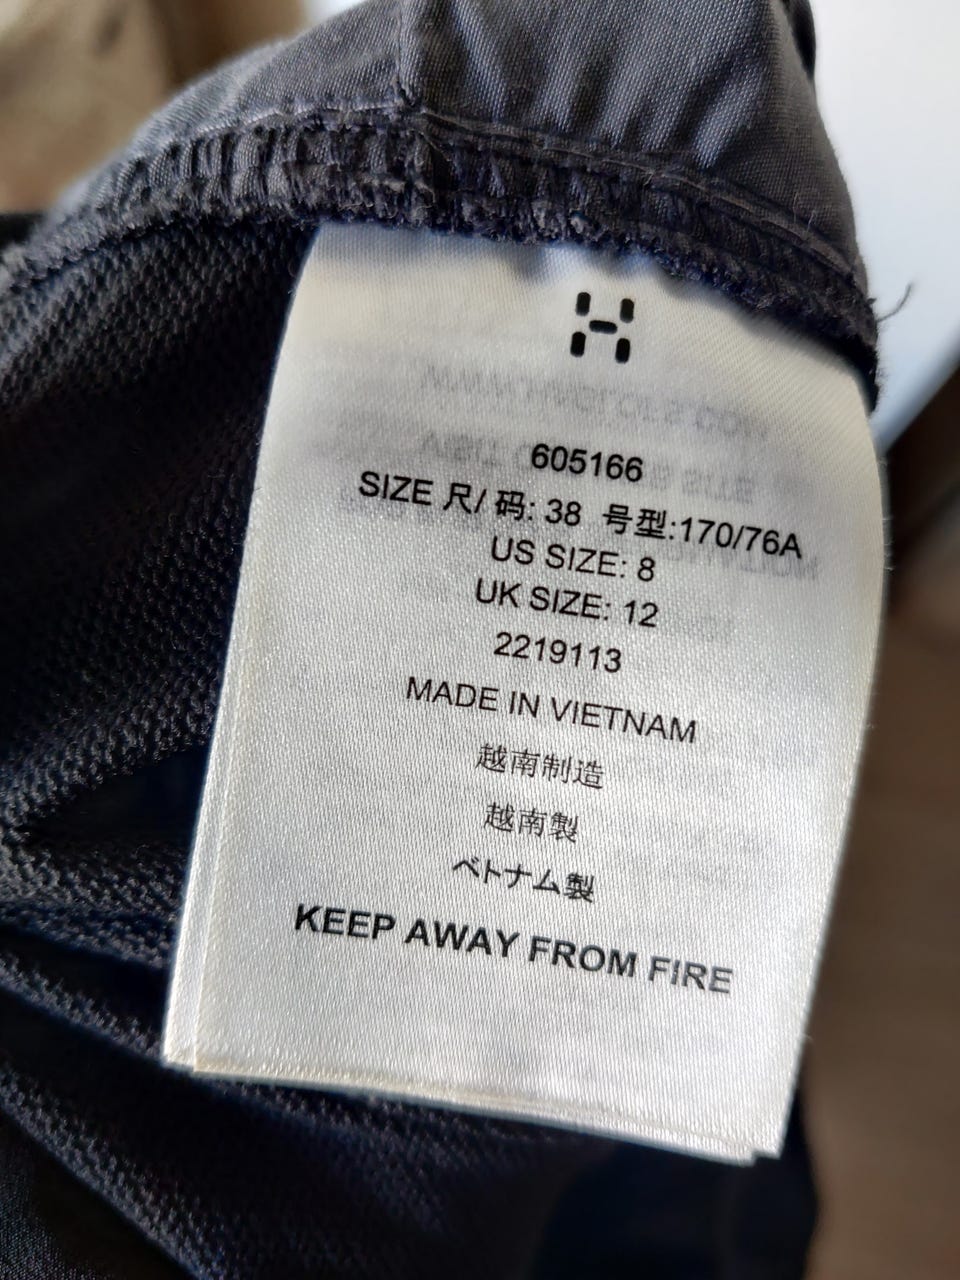 605166
SIZE 尺/ 码: 38 号型:170/76A
US SIZE: 8
UK SIZE: 12
2219113
MADE IN VIETNAM
越南制造
越南製
ベトナム製
KEEP AWAY FROM FIRE